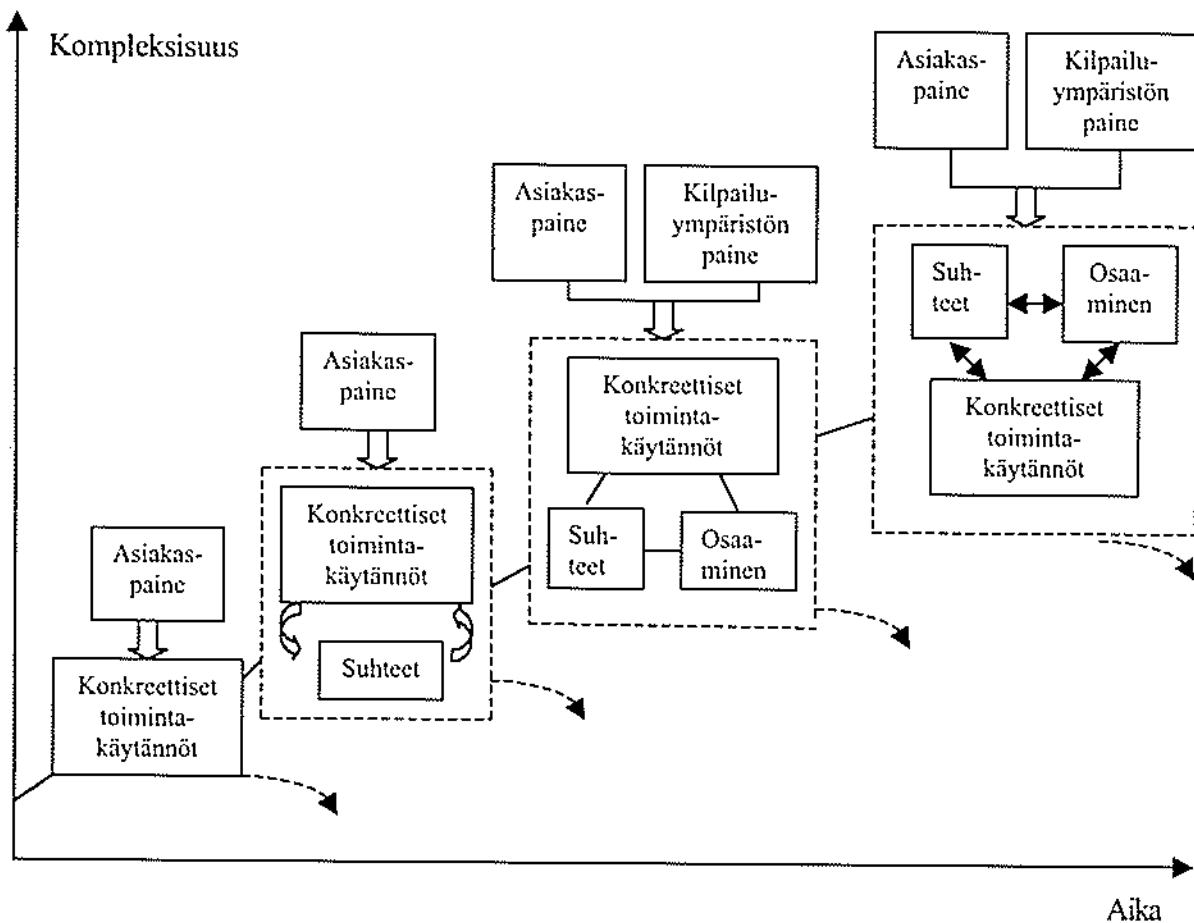 Kompleksisuus
Asiakas-
paine
Kilpailu-
ympäristön
paine
Suh-
teet
Osaa-
minen
Konkreettiset
toiminta-
käytännöt
Asiakas-
paine
Kilpailu-
ympäristön
paine
Konkreettiset
toiminta-
käytännöt
Suh-
teet
Osaa-
minen
Asiakas-
paine
Konkreettiset
toiminta-
käytännöt
Suhteet
Asiakas-
paine
Konkreettiset
toiminta-
käytännöt
Aika